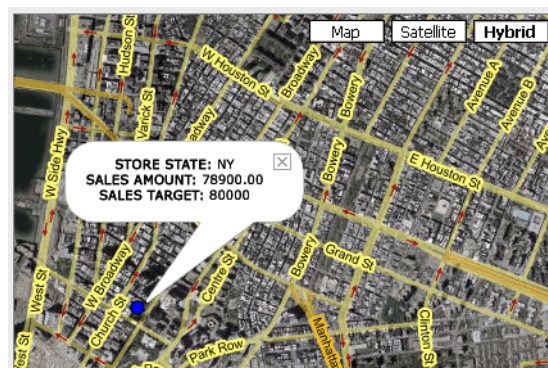 Map Satellite Hybrid
Hudson St
W Houston St
Broadway
Bowery
Avenue A
Avenue B
Varick St
W Side Hwy
STORE STATE: NY
SALES AMOUNT: 78900.00
SALES TARGET: 80000
Bowery
E Houston St
Grand St
Bowery
Centre St
W Broadway
West St
Church St
Park Row
Clinton St